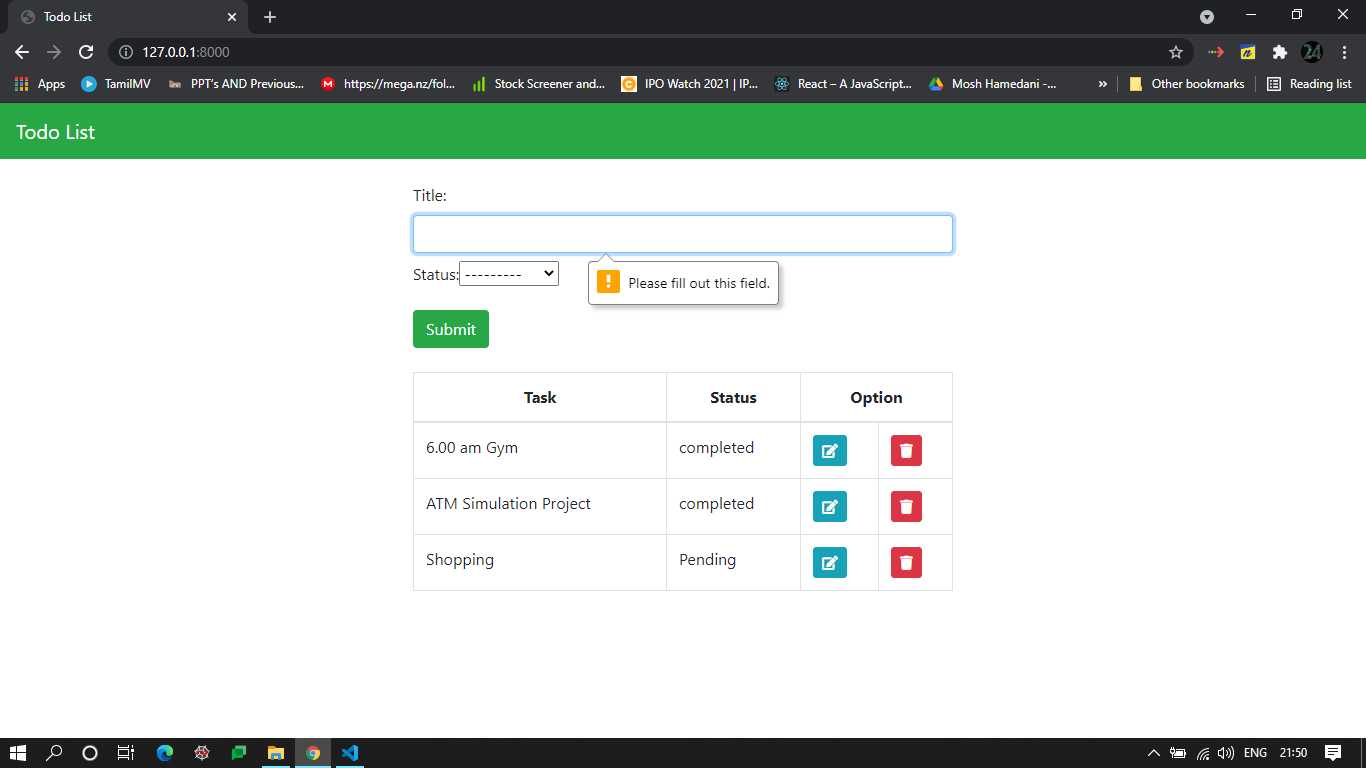 Todo List
127.0.0.1:8000
Apps TamilMV PPT's AND Previous... https://mega.nz/fol... Stock Screener and... IPO Watch 2021 | IP... React – A JavaScript... Mosh Hamedani -... » Other bookmarks Reading list
Todo List
Title:
Status: ---------
Please fill out this field.
Submit
Task Status Option
6.00 am Gym completed
ATM Simulation Project completed
Shopping Pending
ENG 21:50